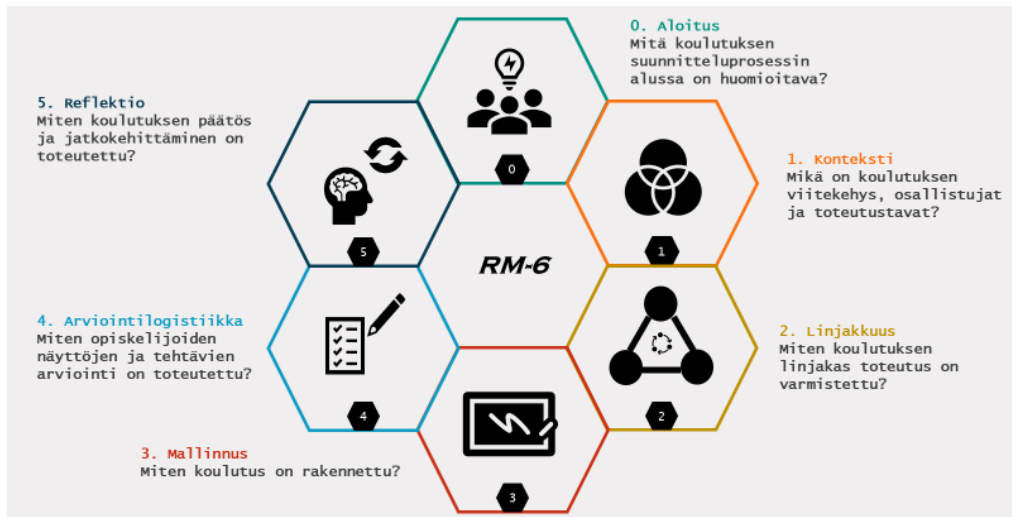 0. Aloitus
Mitä koulutuksen
suunnitteluprosessin
alussa on huomioitava?
0
1. Konteksti
Mikä on koulutuksen
viitekehys, osallistujat
ja toteutustavat?
1
2. Linjakkuus
Miten koulutuksen
linjakas toteutus on
varmistettu?
2
3. Mallinnus
Miten koulutus on rakennettu?
3
4. Arviointilogistiikka
Miten opiskelijoiden
näyttöjen ja tehtävien
arviointi on toteutettu?
4
5. Reflektio
Miten koulutuksen päätös
ja jatkokehittäminen on
toteutettu?
5
RM-6